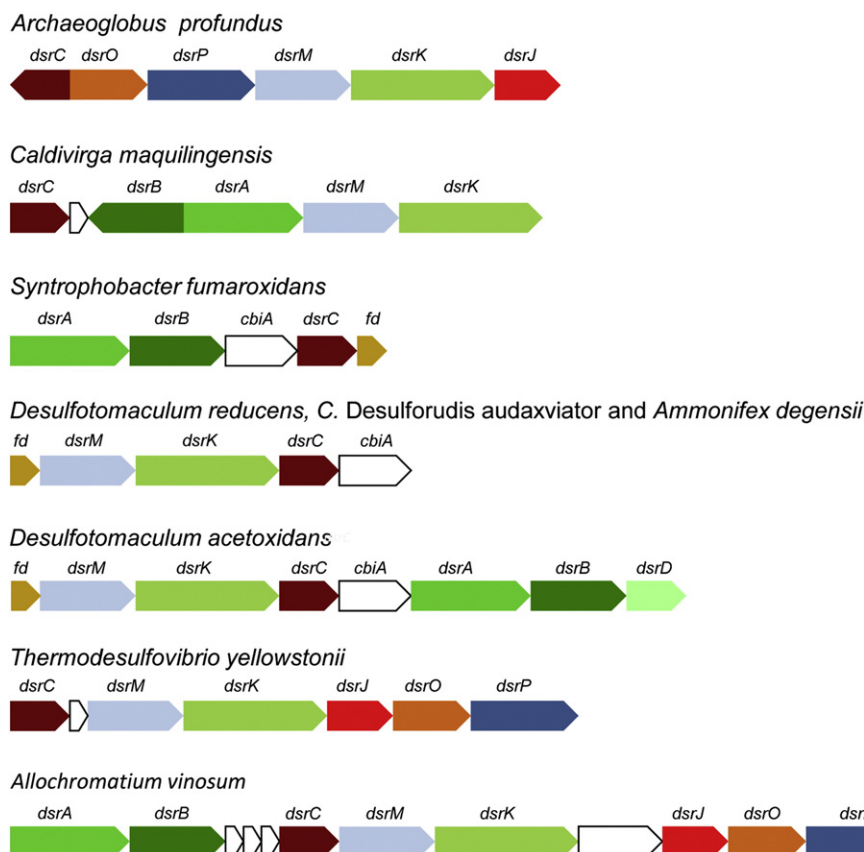 Archaeoglobus profundus
dsrC dsrO dsrP dsrM dsrK dsrJ
Caldivirga maquilingensis
dsrC dsrB dsrA dsrM dsrK
Syntrophobacter fumaroxidans
dsrA dsrB cbiA dsrC fd
Desulfotomaculum reducens, C. Desulforudis audaxviator and Ammonifex degensii
fd dsrM dsrK dsrC cbiA
Desulfotomaculum acetoxidans
fd dsrM dsrK dsrC cbiA dsrA dsrB dsrD
Thermodesulfovibrio yellowstonii
dsrC dsrM dsrK dsrJ dsrO dsrP
Allochromatium vinosum
dsrA dsrB dsrC dsrM dsrK dsrJ dsrO